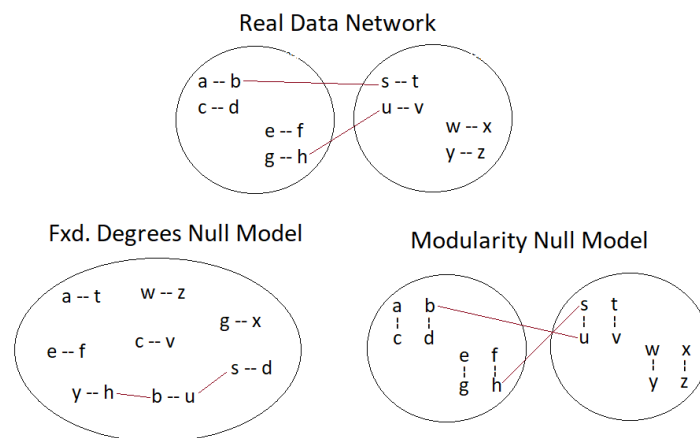 Real Data Network
a -- b
c -- d
e -- f
g -- h
s -- t
u -- v
w -- x
y -- z
Fxd. Degrees Null Model
a -- t
w -- z
g -- x
e -- f
c -- v
s -- d
y -- h
b -- u
Modularity Null Model
a b
c d
e f
g h
s t
u v
w x
y z